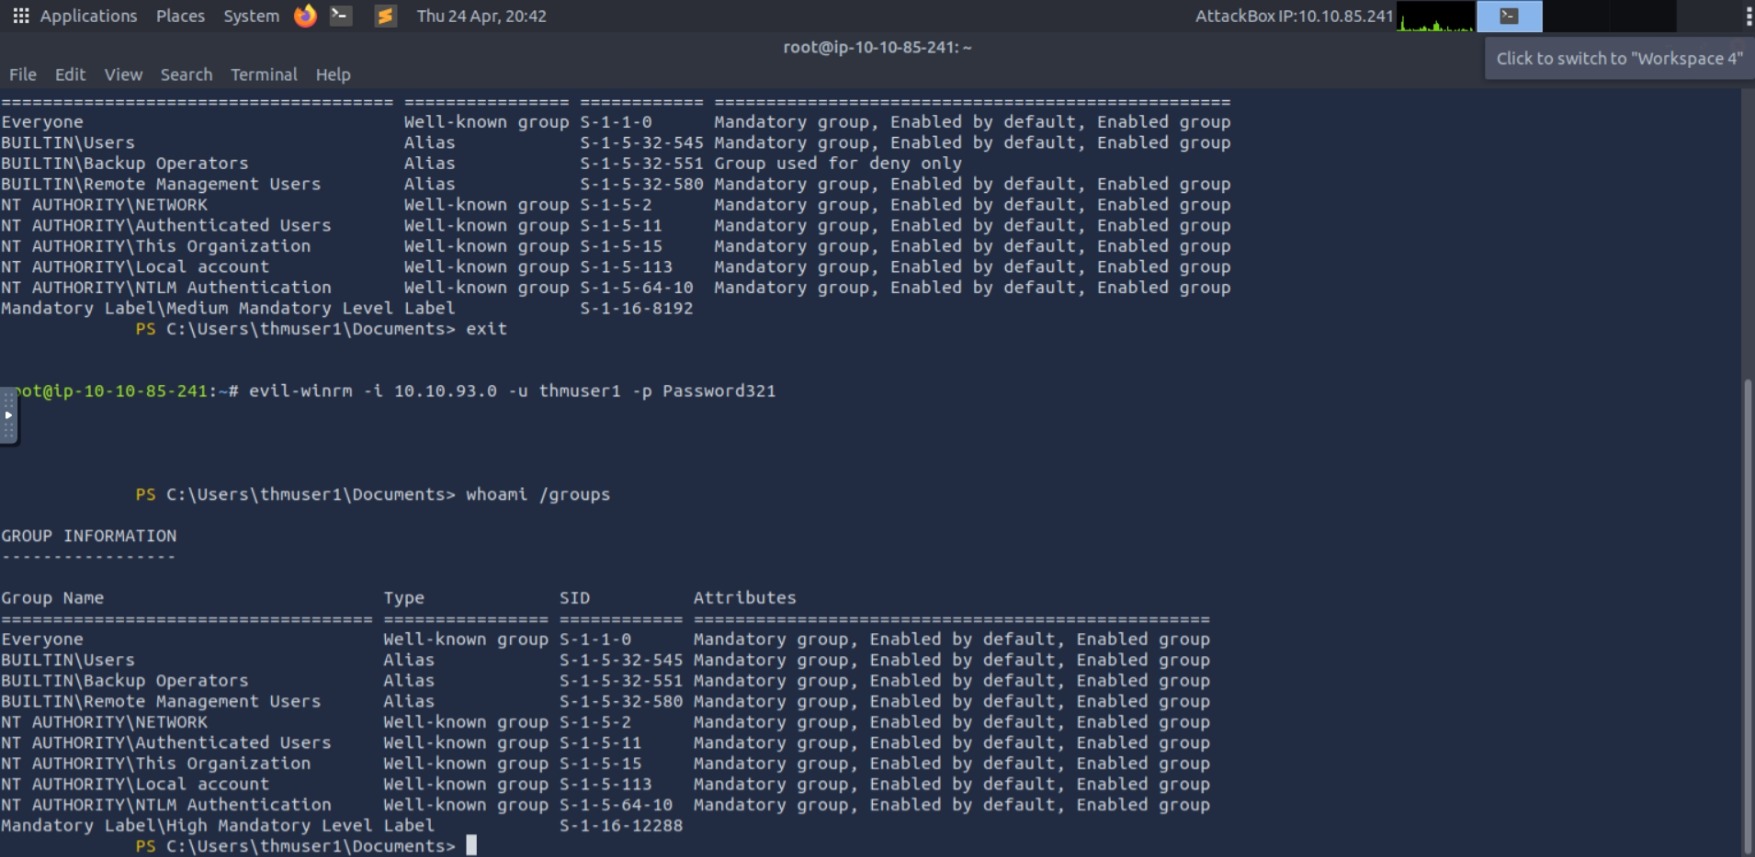 Applications Places System Thu 24 Apr, 20:42 AttackBox IP:10.10.85.241
root@ip-10-10-85-241: ~
Click to switch to "Workspace 4"
File Edit View Search Terminal Help
===================================== ================ ============ ==================================================
Everyone Well-known group S-1-1-0 Mandatory group, Enabled by default, Enabled group
BUILTIN\Users Alias S-1-5-32-545 Mandatory group, Enabled by default, Enabled group
BUILTIN\Backup Operators Alias S-1-5-32-551 Group used for deny only
BUILTIN\Remote Management Users Alias S-1-5-32-580 Mandatory group, Enabled by default, Enabled group
NT AUTHORITY\NETWORK Well-known group S-1-5-2 Mandatory group, Enabled by default, Enabled group
NT AUTHORITY\Authenticated Users Well-known group S-1-5-11 Mandatory group, Enabled by default, Enabled group
NT AUTHORITY\This Organization Well-known group S-1-5-15 Mandatory group, Enabled by default, Enabled group
NT AUTHORITY\Local account Well-known group S-1-5-113 Mandatory group, Enabled by default, Enabled group
NT AUTHORITY\NTLM Authentication Well-known group S-1-5-64-10 Mandatory group, Enabled by default, Enabled group
Mandatory Label\Medium Mandatory Level Label S-1-16-8192
PS C:\Users\thmuser1\Documents> exit
oot@ip-10-10-85-241:~# evil-winrm -i 10.10.93.0 -u thmuser1 -p Password321
PS C:\Users\thmuser1\Documents> whoami /groups
GROUP INFORMATION
-----------------
Group Name Type SID Attributes
==================================== ================ ============ ==================================================
Everyone Well-known group S-1-1-0 Mandatory group, Enabled by default, Enabled group
BUILTIN\Users Alias S-1-5-32-545 Mandatory group, Enabled by default, Enabled group
BUILTIN\Backup Operators Alias S-1-5-32-551 Mandatory group, Enabled by default, Enabled group
BUILTIN\Remote Management Users Alias S-1-5-32-580 Mandatory group, Enabled by default, Enabled group
NT AUTHORITY\NETWORK Well-known group S-1-5-2 Mandatory group, Enabled by default, Enabled group
NT AUTHORITY\Authenticated Users Well-known group S-1-5-11 Mandatory group, Enabled by default, Enabled group
NT AUTHORITY\This Organization Well-known group S-1-5-15 Mandatory group, Enabled by default, Enabled group
NT AUTHORITY\Local account Well-known group S-1-5-113 Mandatory group, Enabled by default, Enabled group
NT AUTHORITY\NTLM Authentication Well-known group S-1-5-64-10 Mandatory group, Enabled by default, Enabled group
Mandatory Label\High Mandatory Level Label S-1-16-12288
PS C:\Users\thmuser1\Documents>